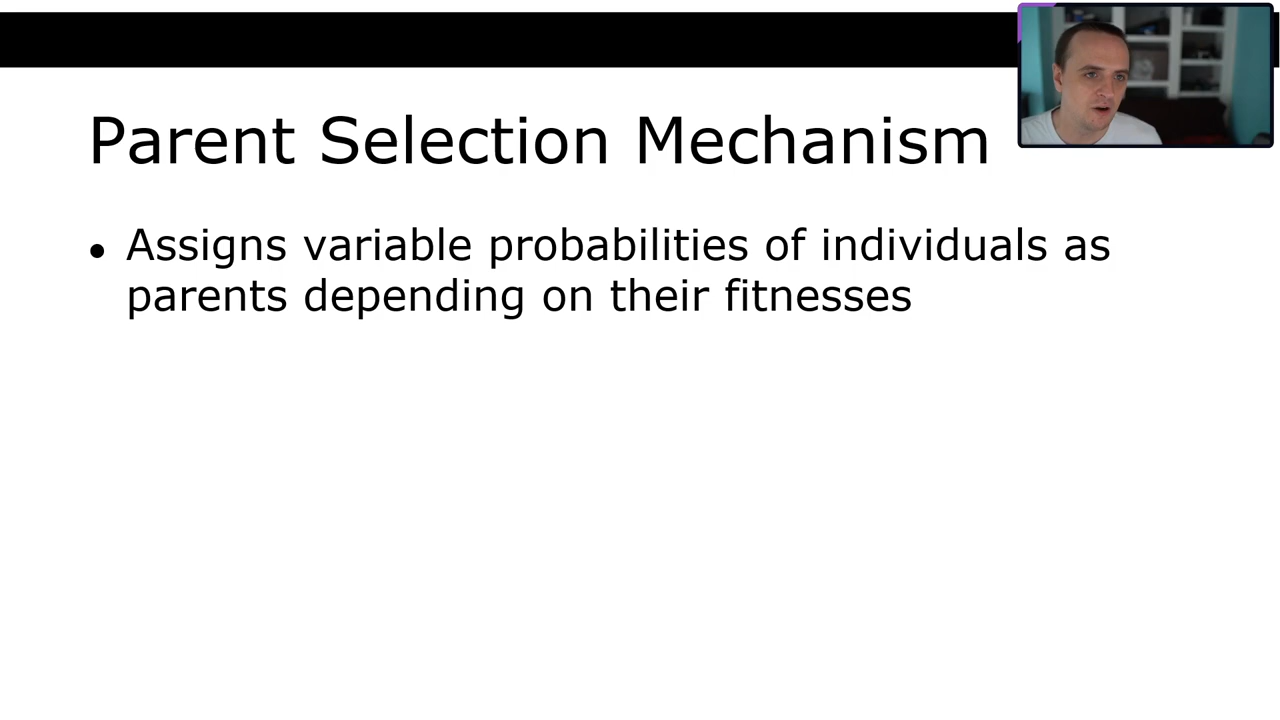 Parent Selection Mechanism
• Assigns variable probabilities of individuals as
parents depending on their fitnesses